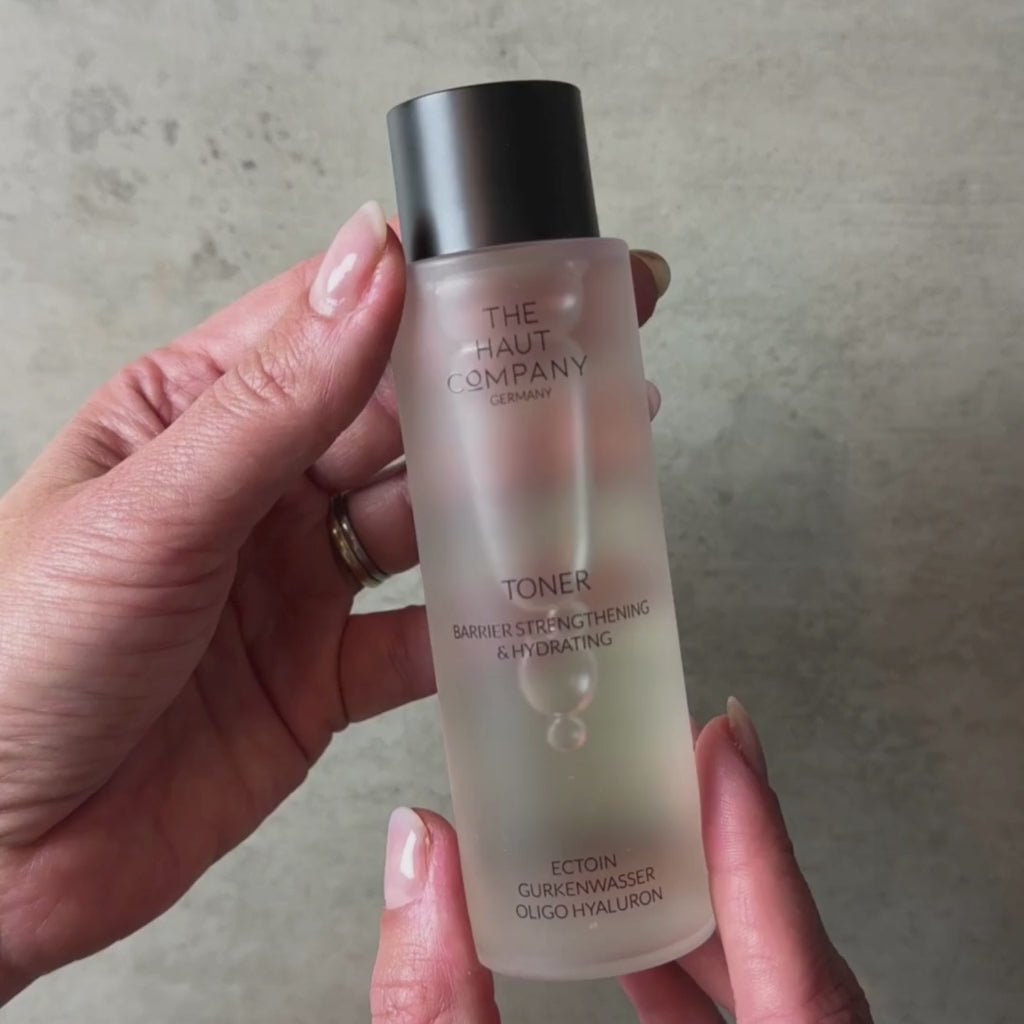 THE
HAUT
COMPANY
GERMANY
TONER
BARRIER STRENGTHENING
& HYDRATING
ECTOIN
GURKENWASSER
OLIGO HYALURON